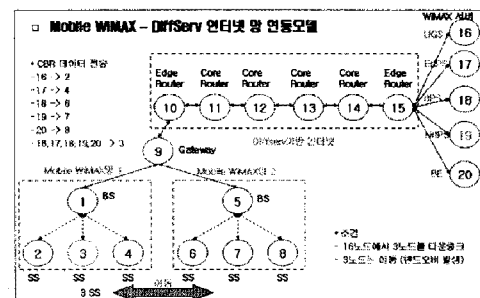 □ Mobile WiMAX – DiffServ 인터넷 망 연동모델
WiMAX 서비스
* CBR 데이터 전송
-16 -> 2
-17 -> 4
-18 -> 6
-19 -> 7
-20 -> 8
-16,17,18,19,20 -> 3
Edge Router
Core Router
Core Router
Core Router
Core Router
Edge Router
10
11
12
13
14
15
UGS
16
17
18
19
BE
20
Diffserv기반 인터넷
9
Gateway
Mobile WiMAX망 1
Mobile WiMAX망 2
1
BS
5
BS
2
3
4
6
7
8
SS
SS
SS
SS
SS
SS
3 SS
이동
* 조건
- 16노드에서 3노드로 다운링크
- 3노드는 이동 (핸드오버 발생)